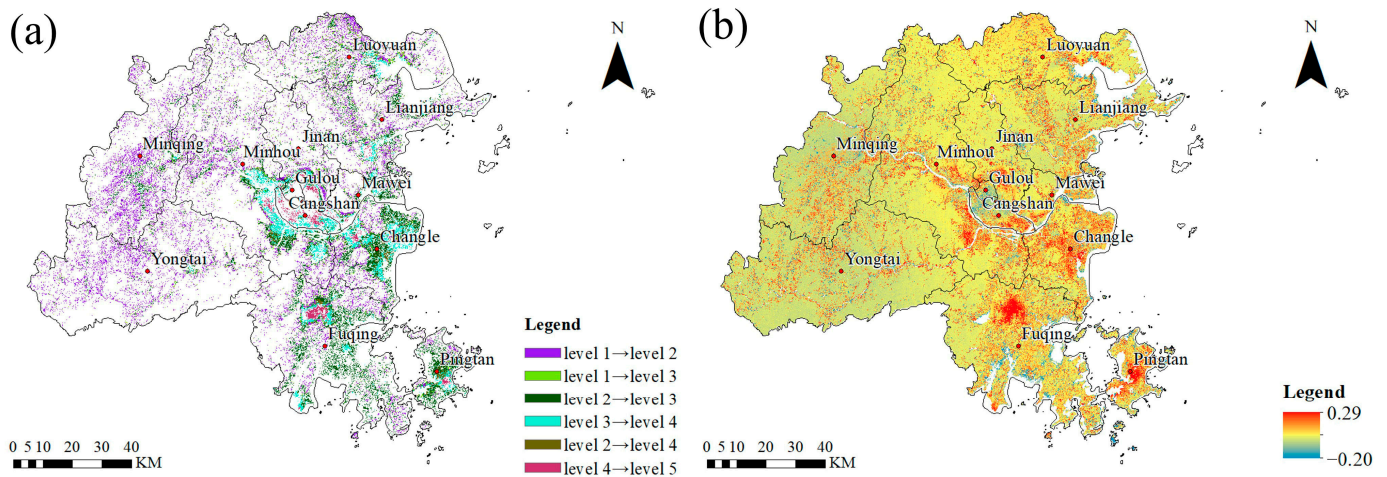 (a)
N
Luoyuan
Lianjiang
Jinan
Minqing
Minhou
Gulou
Mawei
Cangshan
Changle
Yongtai
Fuqing
Pingtan
Legend
level 1→level 2
level 1→level 3
level 2→level 3
level 3→level 4
level 2→level 4
level 4→level 5
0 5 10 20 30 40
KM
(b)
N
Luoyuan
Lianjiang
Jinan
Minqing
Minhou
Gulou
Mawei
Cangshan
Changle
Yongtai
Fuqing
Pingtan
Legend
0.29
−0.20
0 5 10 20 30 40
KM